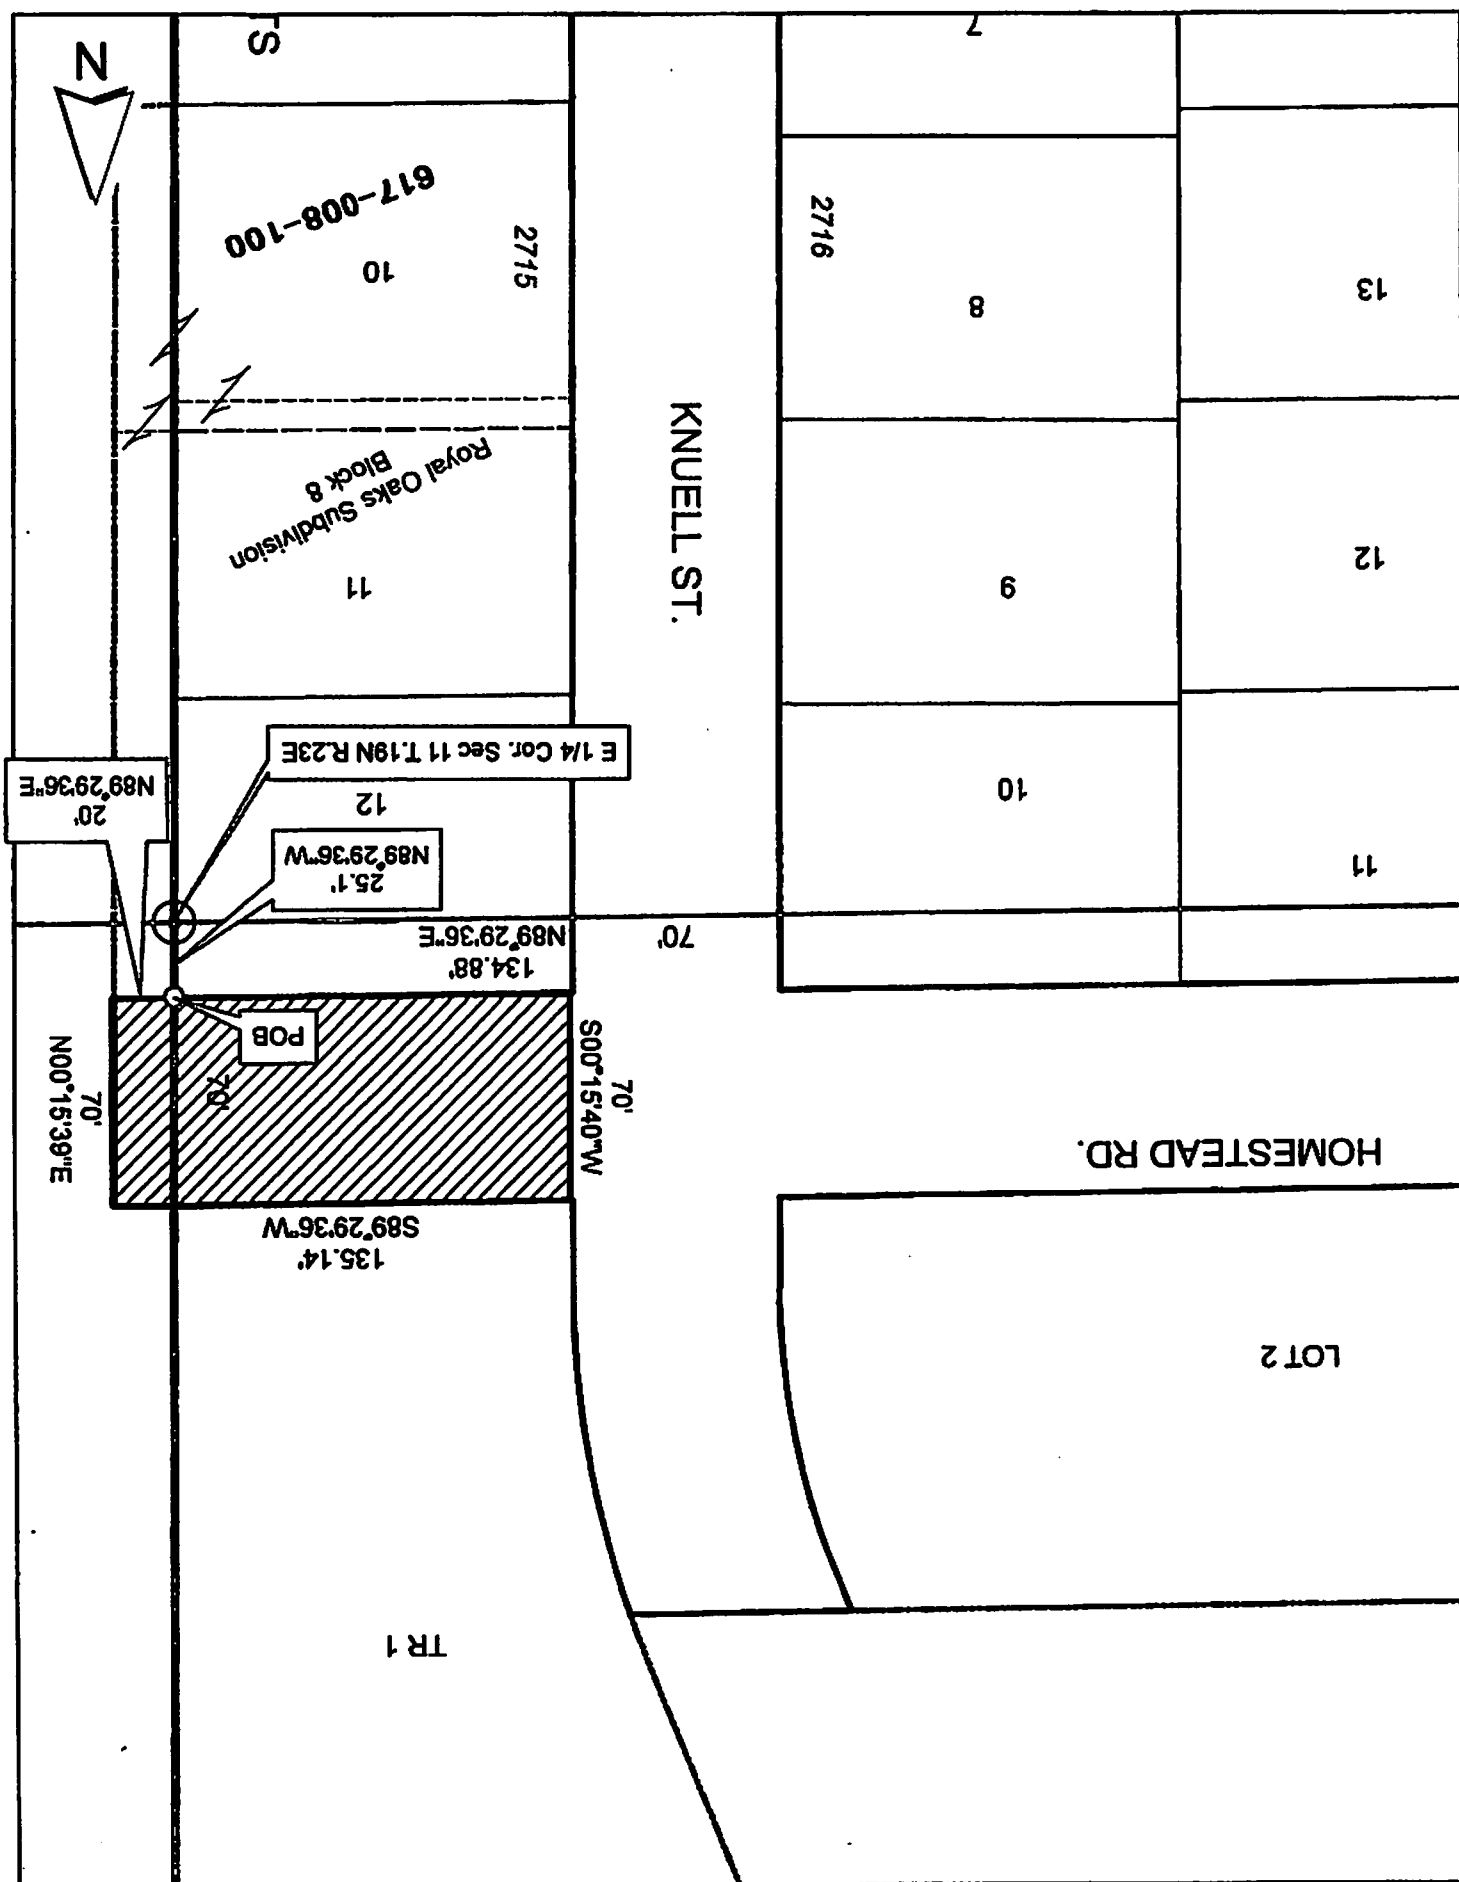 TR 1
LOT 2
135.14'
S89°29'36"W
HOMESTEAD RD.
70'
S00°15'40"W
70'
70'
N00°15'39"E
POB
134.88'
N89°29'36"E
70'
25.1'
N89°29'36"W
20'
N89°29'36"E
E 1/4 Cor. Sec 11 T.19N R.23E
11
10
12
KNUELL ST.
12
9
11
Royal Oaks Subdivision
Block 8
13
8
10
2716
2715
617-008-100
N
7